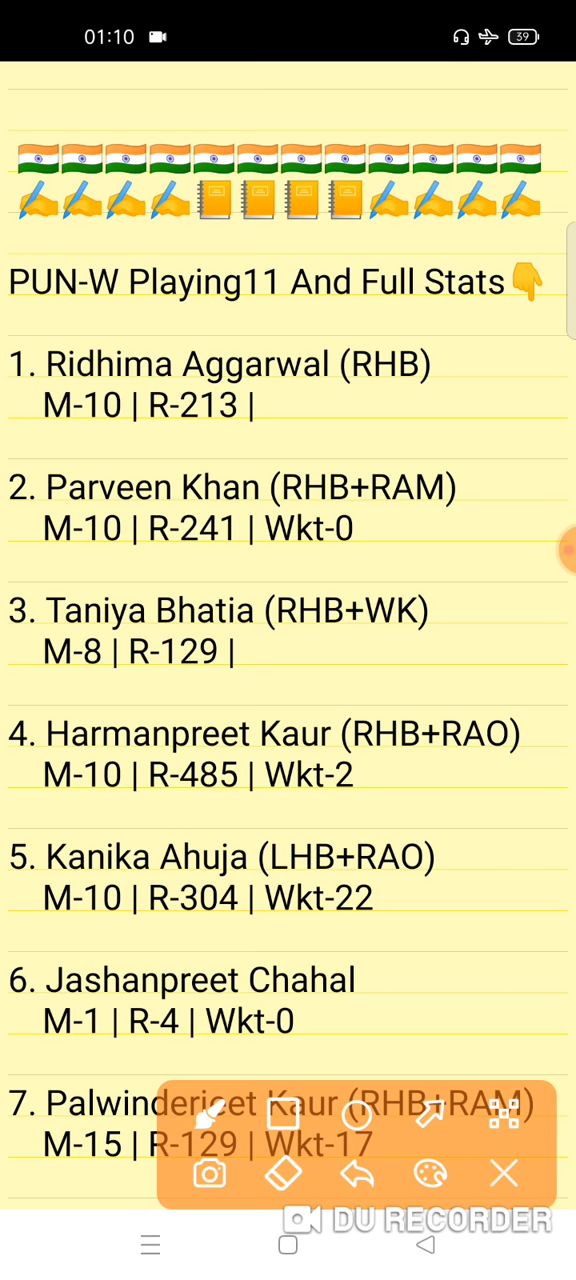 01:10
39
PUN-W Playing11 And Full Stats
1. Ridhima Aggarwal (RHB)
M-10 | R-213 |
2. Parveen Khan (RHB+RAM)
M-10 | R-241 | Wkt-0
3. Taniya Bhatia (RHB+WK)
M-8 | R-129 |
4. Harmanpreet Kaur (RHB+RAO)
M-10 | R-485 | Wkt-2
5. Kanika Ahuja (LHB+RAO)
M-10 | R-304 | Wkt-22
6. Jashanpreet Chahal
M-1 | R-4 | Wkt-0
7. Palwinderjeet Kaur (RHB+RAM)
M-15 | R-129 | Wkt-17
DU RECORDER